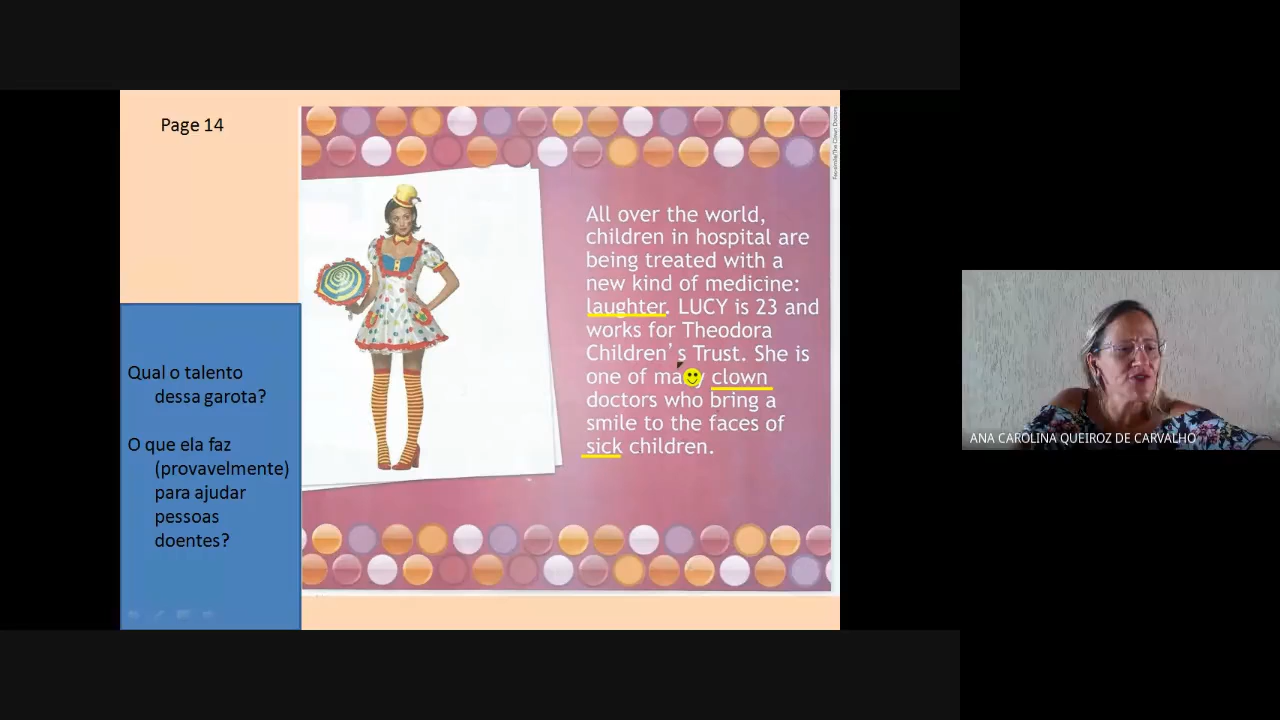 Page 14
Qual o talento
dessa garota?
O que ela faz
(provavelmente)
para ajudar
pessoas
doentes?
All over the world,
children in hospital are
being treated with a
new kind of medicine:
laughter. LUCY is 23 and
works for Theodora
Children's Trust. She is
one of many clown
doctors who bring a
smile to the faces of
sick children.
ANA CAROLINA QUEIROZ DE CARVALHO